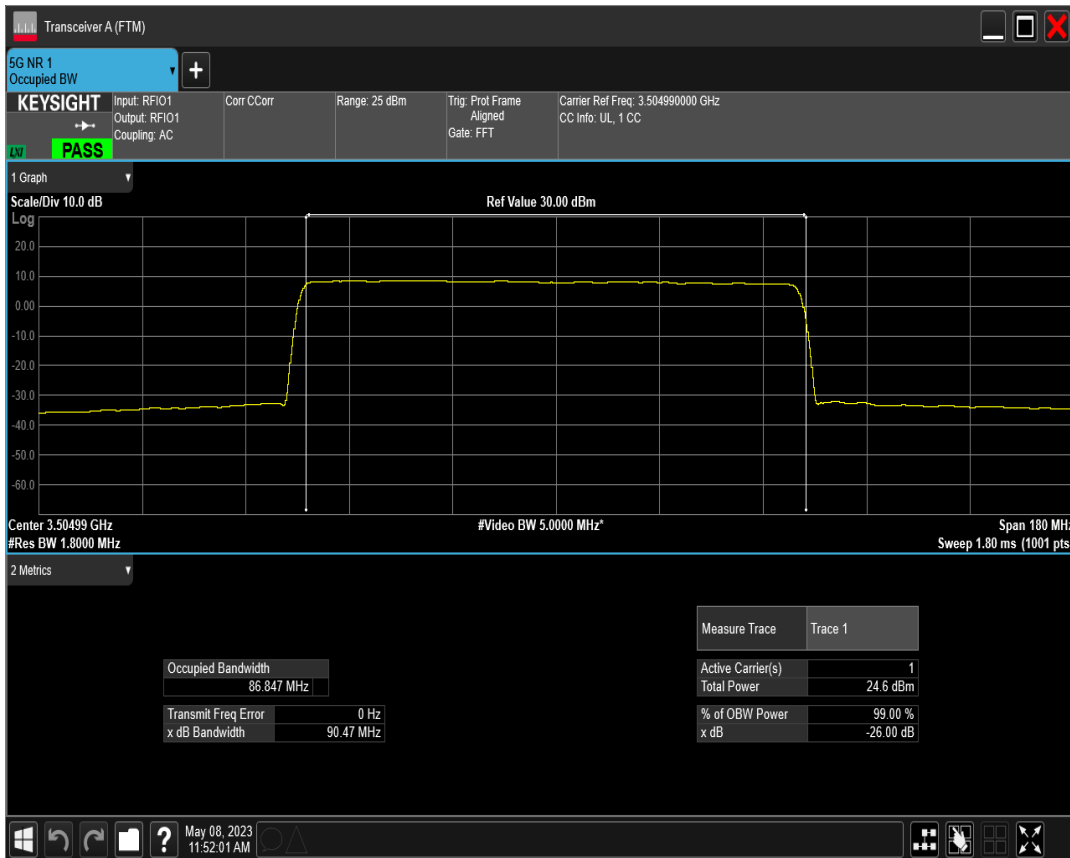 Transceiver A (FTM)
5G NR 1
Occupied BW
+
KEYSIGHT
LXI
PASS
Input: RFIO1
Output: RFIO1
Coupling: AC
Corr CCorr
Range: 25 dBm
Trig: Prot Frame
Aligned
Gate: FFT
Carrier Ref Freq: 3.504990000 GHz
CC Info: UL, 1 CC
1 Graph
Scale/Div 10.0 dB
Ref Value 30.00 dBm
Log
20.0
10.0
0.00
-10.0
-20.0
-30.0
-40.0
-50.0
-60.0
Center 3.50499 GHz
#Video BW 5.0000 MHz*
Span 180 MHz
#Res BW 1.8000 MHz
Sweep 1.80 ms (1001 pts
2 Metrics
Measure Trace Trace 1
Occupied Bandwidth
86.847 MHz
Active Carrier(s) 1
Total Power 24.6 dBm
Transmit Freq Error 0 Hz
x dB Bandwidth 90.47 MHz
% of OBW Power 99.00 %
x dB -26.00 dB
?
May 08, 2023
11:52:01 AM